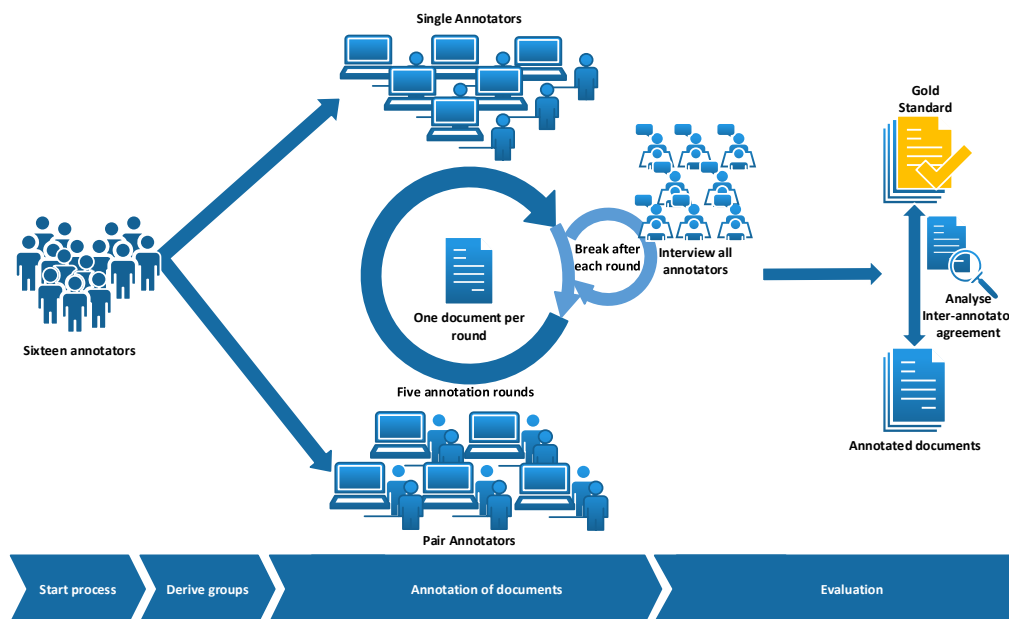 Single Annotators
Gold
Standard
Break after
each round
Interview all
annotators
One document per
round
Analyse
Inter-annotato
agreement
Sixteen annotators
Five annotation rounds
Annotated documents
Pair Annotators
Start process
Derive groups
Annotation of documents
Evaluation